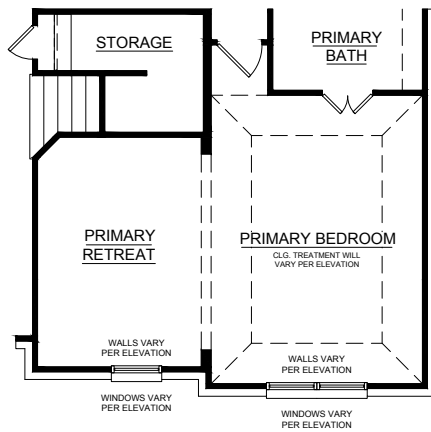 STORAGE
PRIMARY
BATH
PRIMARY
RETREAT
PRIMARY BEDROOM
CLG. TREATMENT WILL
VARY PER ELEVATION
WALLS VARY
PER ELEVATION
WALLS VARY
PER ELEVATION
WINDOWS VARY
PER ELEVATION
WINDOWS VARY
PER ELEVATION